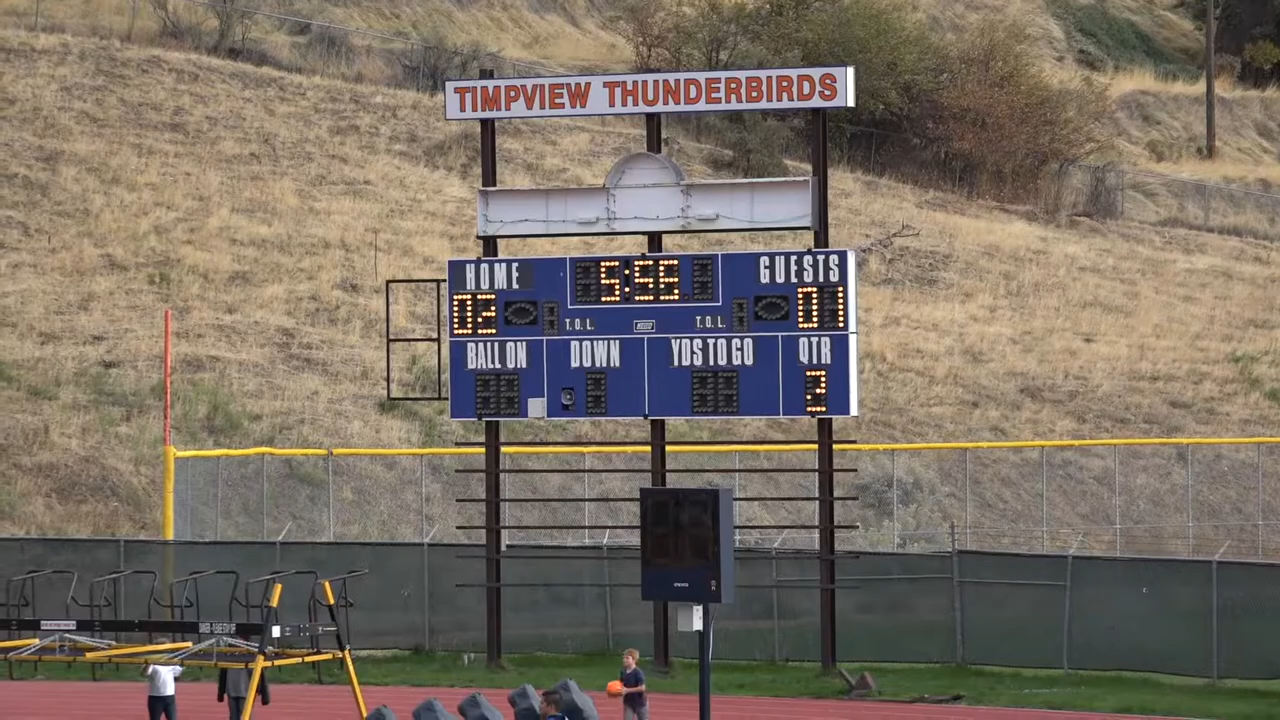 TIMPVIEW THUNDERBIRDS
HOME 5:55 GUESTS
02 01
T.O.L. T.O.L.
BALL ON DOWN YDS TO GO QTR
2